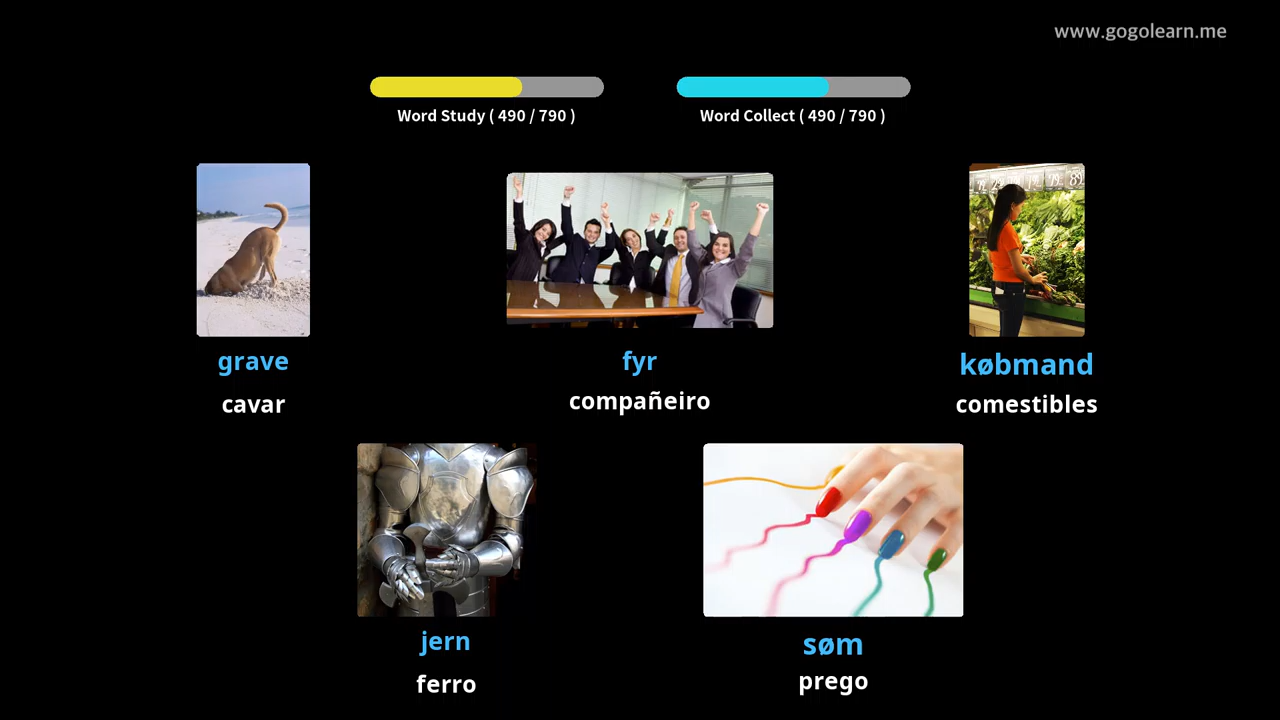 www.gogolearn.me
Word Study ( 490 / 790 )
Word Collect ( 490 / 790 )
grave
cavar
fyr
compañeiro
købmand
comestibles
jern
ferro
søm
prego